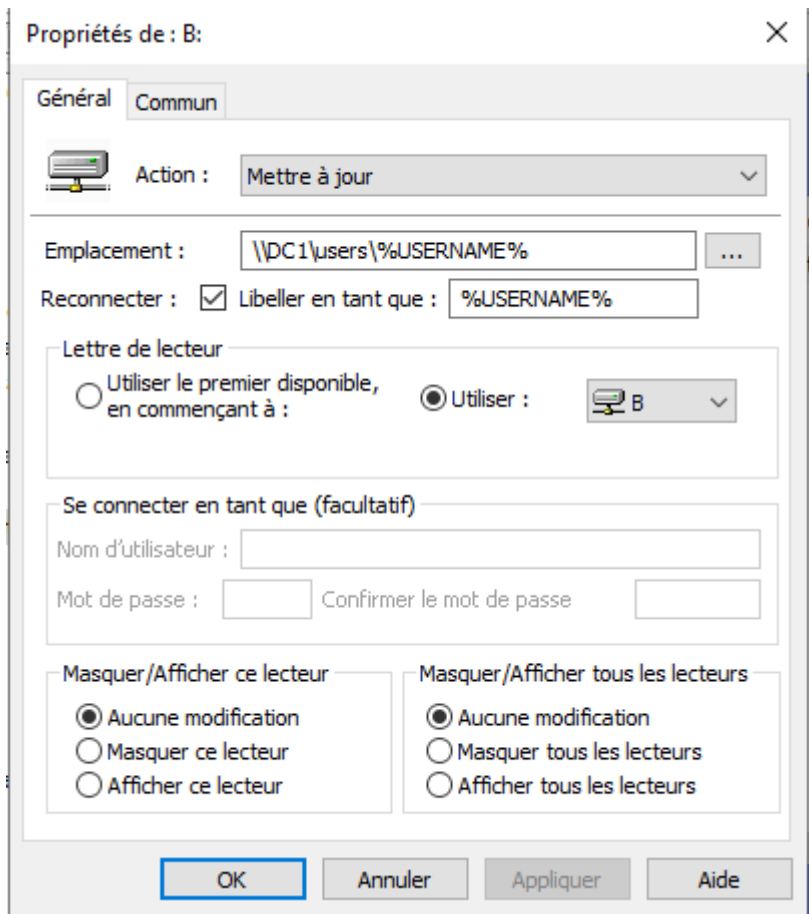 Propriétés de : B:
Général Commun
Action : Mettre à jour
Emplacement : \\DC1\users\%USERNAME% ...
Reconnecter : Libeller en tant que : %USERNAME%
Lettre de lecteur
Utiliser le premier disponible,
en commençant à :
Utiliser : B
Se connecter en tant que (facultatif)
Nom d'utilisateur :
Mot de passe : Confirmer le mot de passe
Masquer/Afficher ce lecteur
Aucune modification
Masquer ce lecteur
Afficher ce lecteur
Masquer/Afficher tous les lecteurs
Aucune modification
Masquer tous les lecteurs
Afficher tous les lecteurs
OK Annuler Appliquer Aide